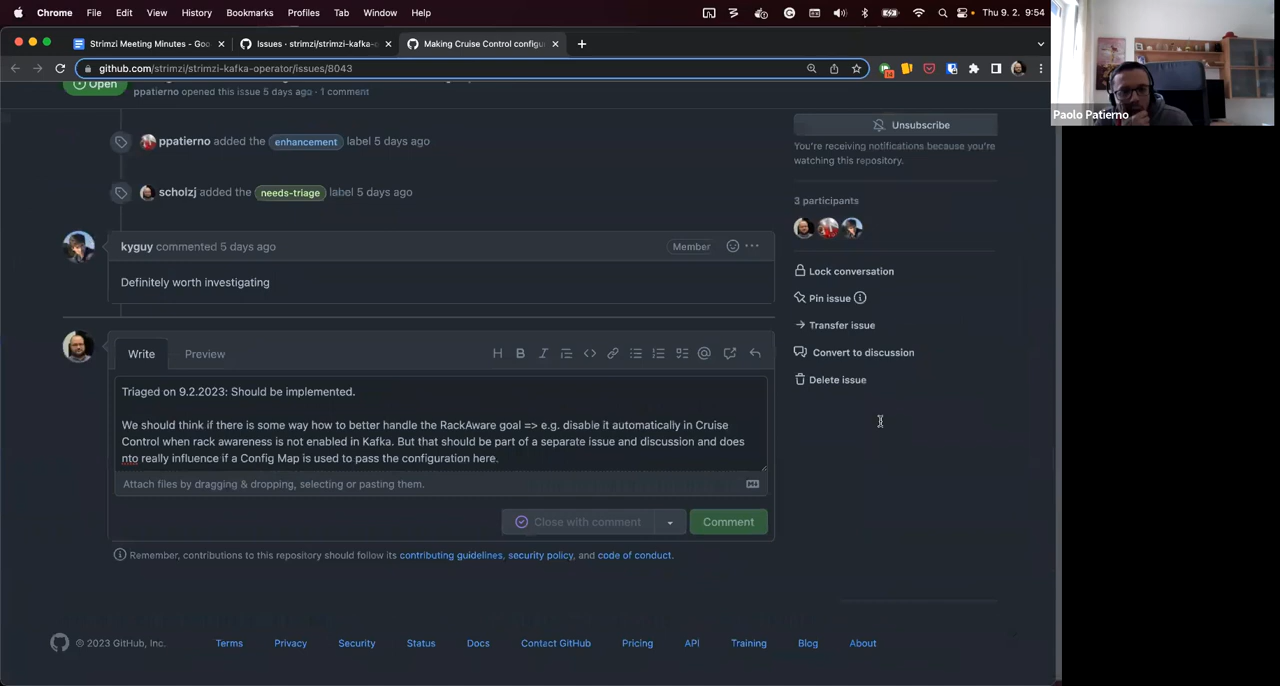 Chrome File Edit View History Bookmarks Profiles Tab Window Help Thu 9. 2. 9:54
Strimzi Meeting Minutes - Goo Issues · strimzi/strimzi-kafka- Making Cruise Control configu
github.com/strimzi/strimzi-kafka-operator/issues/8043
14
Paolo Patierno
Open
ppatierno opened this issue 5 days ago · 1 comment
ppatierno added the enhancement label 5 days ago
scholzj added the needs-triage label 5 days ago
kyguy commented 5 days ago Member
Definitely worth investigating
Write Preview
Triaged on 9.2.2023: Should be implemented.
We should think if there is some way how to better handle the RackAware goal => e.g. disable it automatically in Cruise
Control when rack awareness is not enabled in Kafka. But that should be part of a separate issue and discussion and does
nto really influence if a Config Map is used to pass the configuration here.
Attach files by dragging & dropping, selecting or pasting them.
Close with comment Comment
Remember, contributions to this repository should follow its contributing guidelines, security policy, and code of conduct.
Unsubscribe
You're receiving notifications because you're
watching this repository.
3 participants
Lock conversation
Pin issue
Transfer issue
Convert to discussion
Delete issue
© 2023 GitHub, Inc. Terms Privacy Security Status Docs Contact GitHub Pricing API Training Blog About